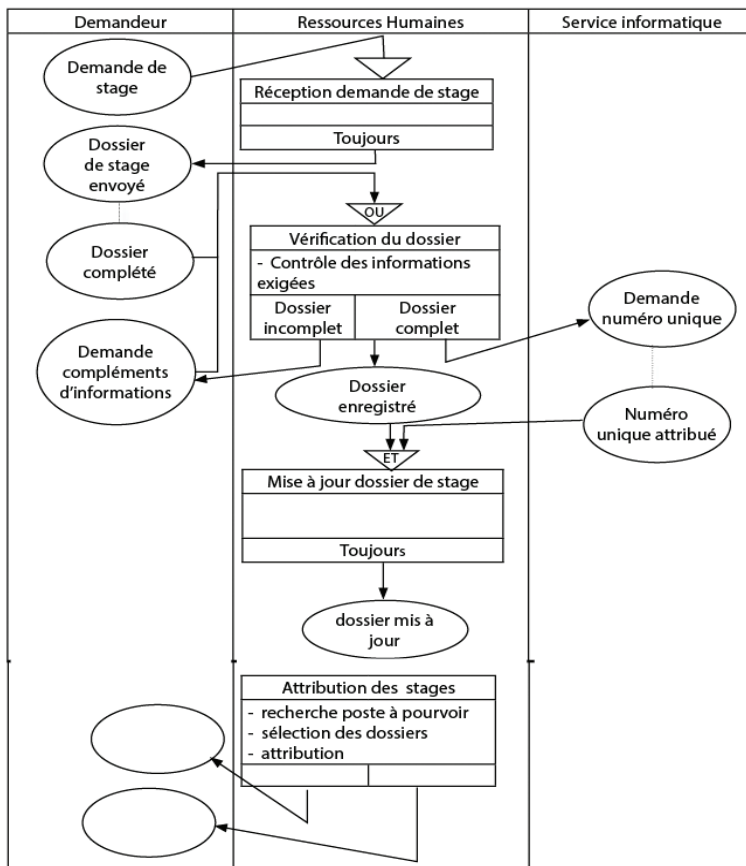 Demandeur
Ressources Humaines
Service informatique
Demande de
stage
Réception demande de stage
Toujours
Dossier
de stage
envoyé
OU
Dossier
complété
Vérification du dossier
- Contrôle des informations
exigées
Dossier
incomplet
Dossier
complet
Demande
numéro unique
Demande
compléments
d'informations
Dossier
enregistré
Numéro
unique attribué
ET
Mise à jour dossier de stage
Toujours
dossier mis à
jour
Attribution des stages
- recherche poste à pourvoir
- sélection des dossiers
- attribution